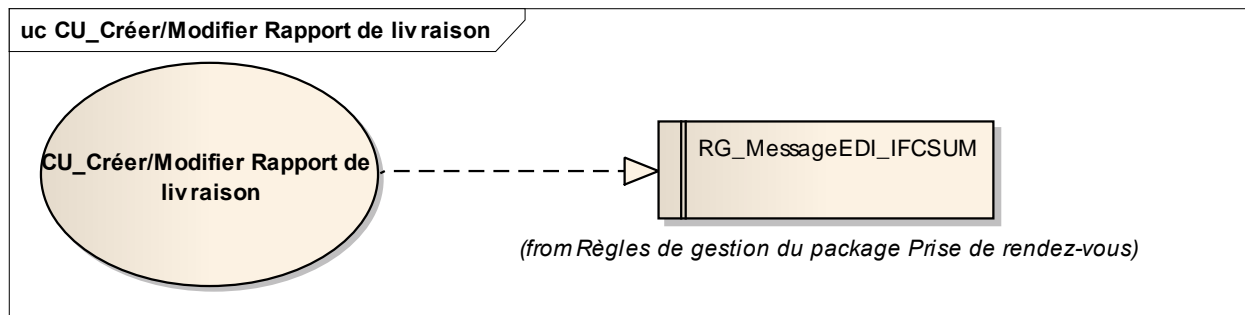 uc CU_Créer/Modifier Rapport de livraison
CU_Créer/Modifier Rapport de
livraison
RG_MessageEDI_IFCSUM
(from Règles de gestion du package Prise de rendez-vous)